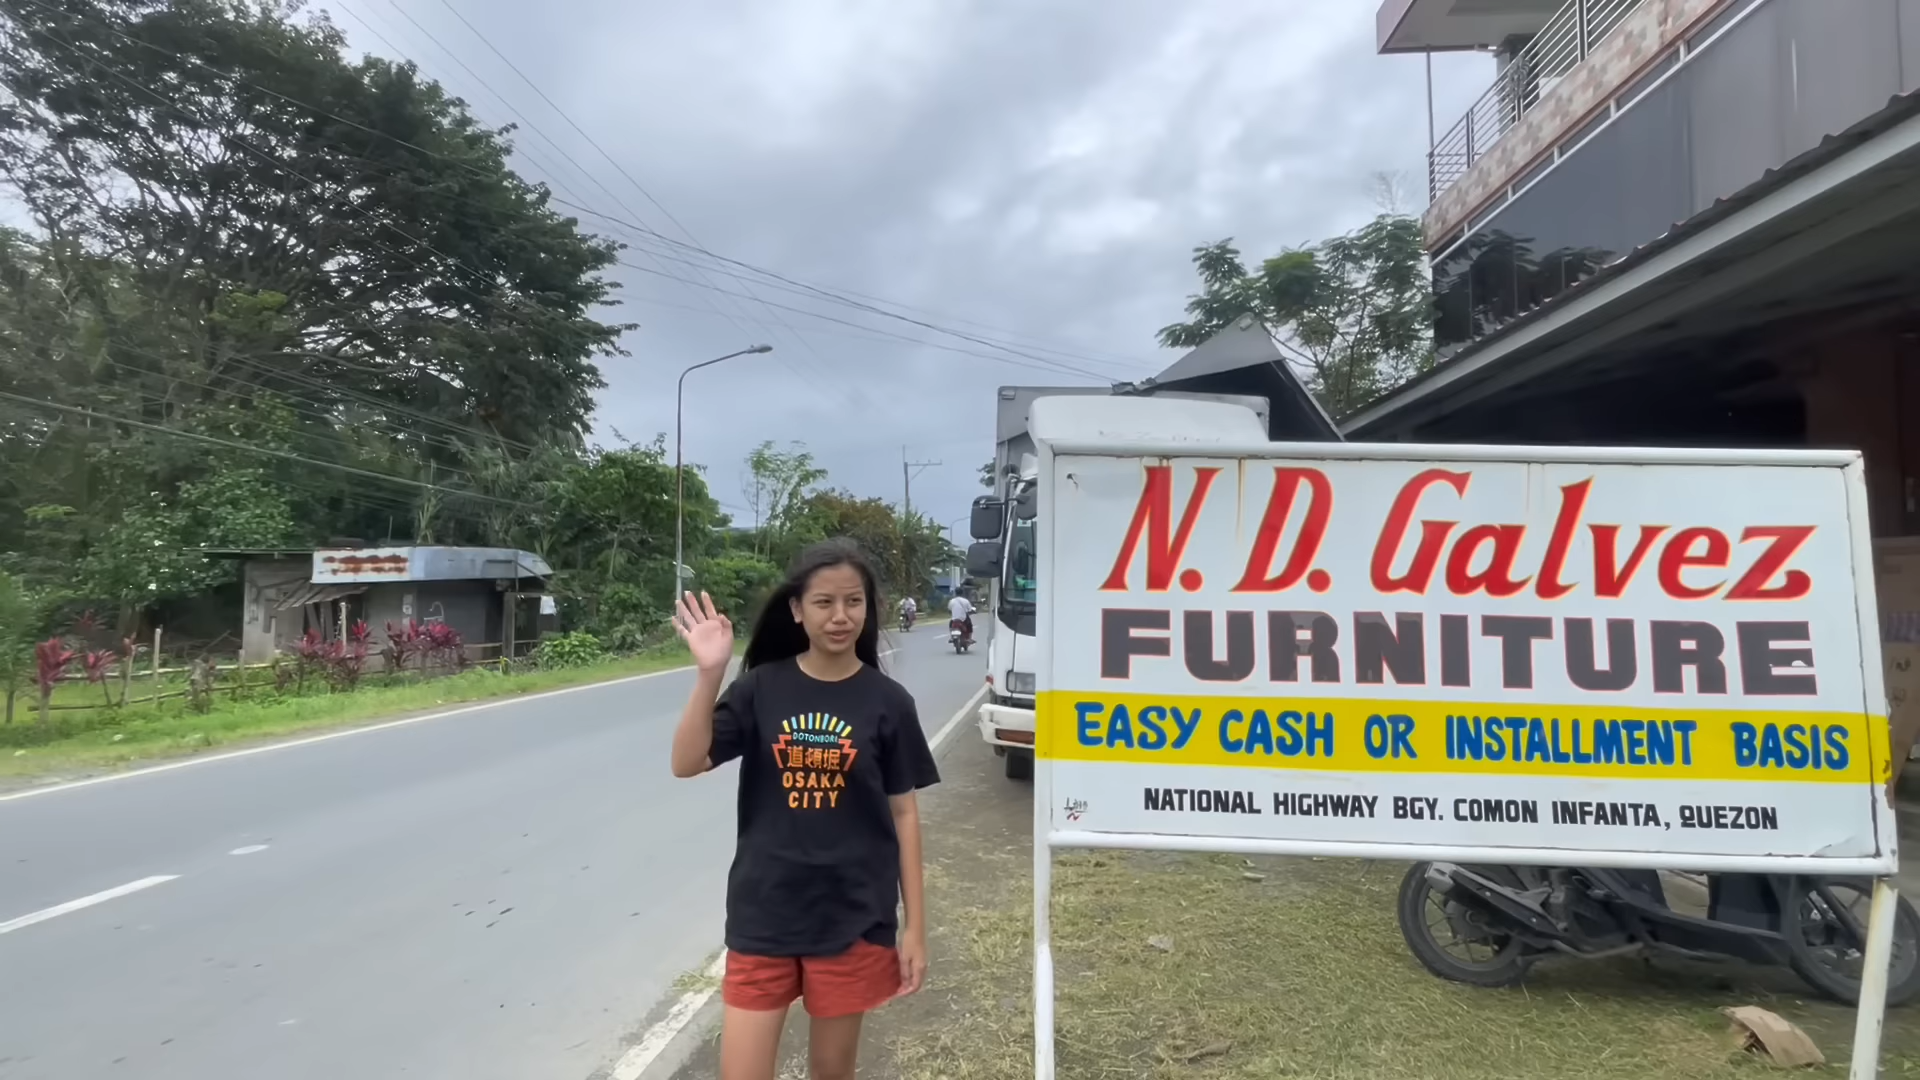 N. D. Galvez
FURNITURE
EASY CASH OR INSTALLMENT BASIS
NATIONAL HIGHWAY BGY. COMON INFANTA, QUEZON
DOTONBORI
道頓堀
OSAKA
CITY